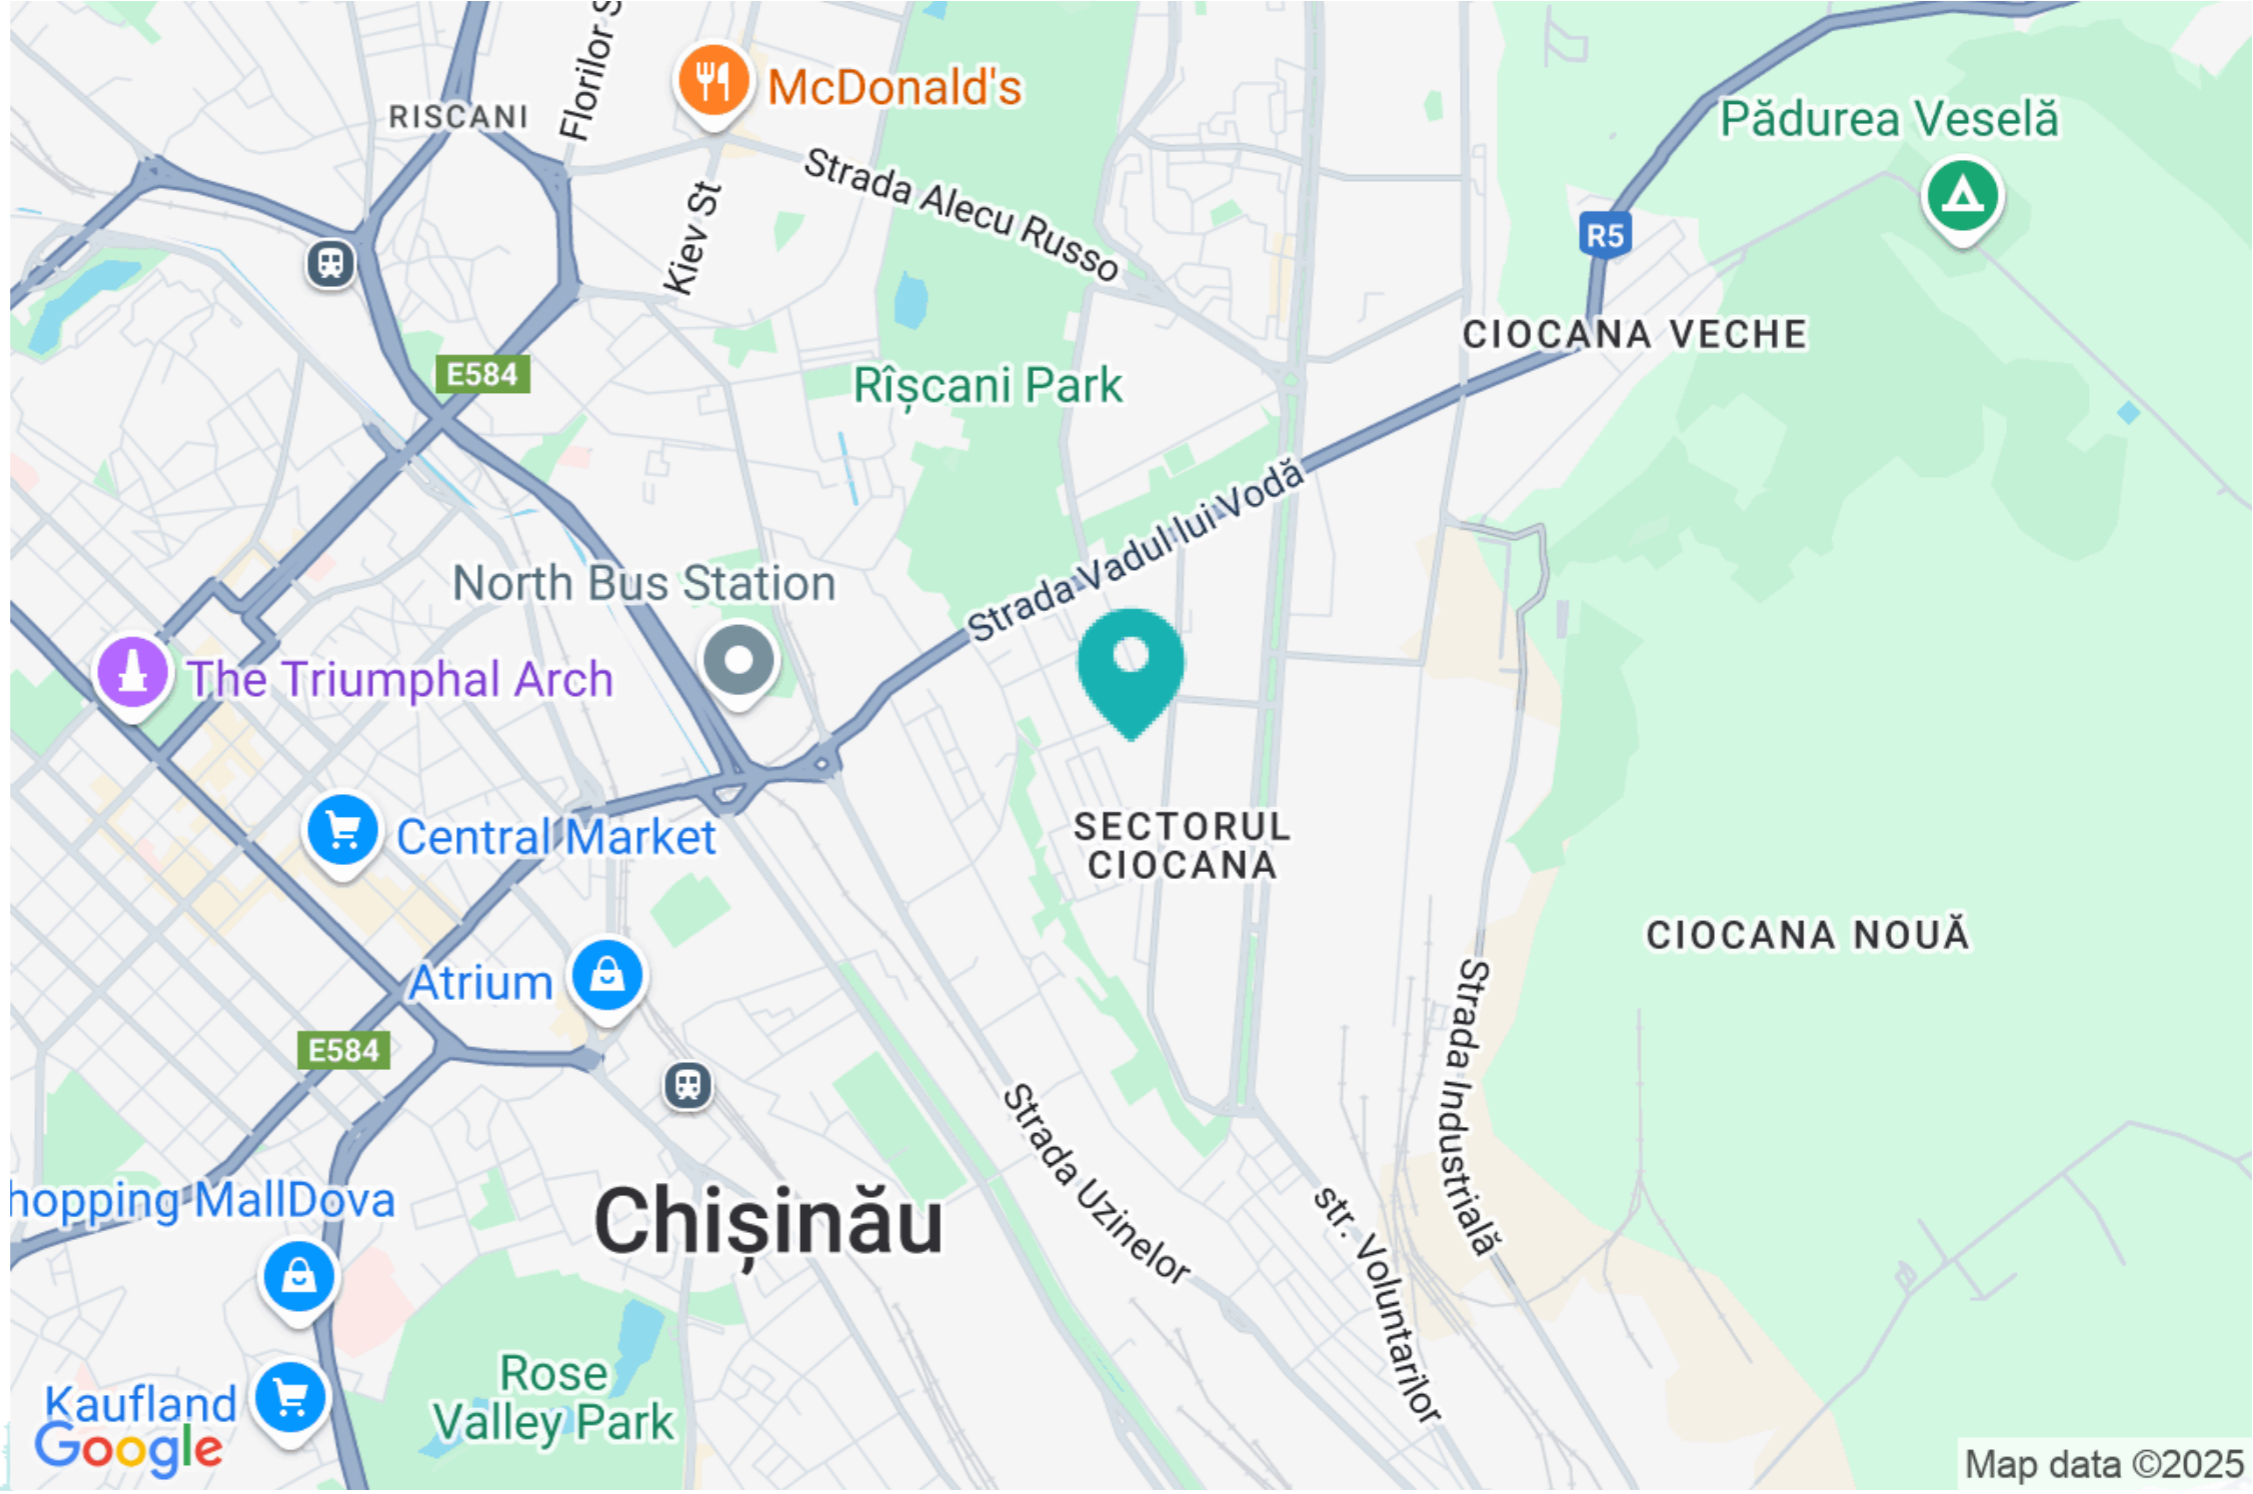 Florilor S
McDonald's
RISCANI
Pădurea Veselă
Strada Alecu Russo
Kiev St
R5
CIOCANA VECHE
E584
Rîșcani Park
Strada Vadul lui Vodă
North Bus Station
The Triumphal Arch
Central Market
SECTORUL
CIOCANA
CIOCANA NOUĂ
Atrium
E584
Strada Industrială
Strada Uzinelor
str. Voluntarilor
hopping MallDova
Chișinău
Rose
Valley Park
Kaufland
Google
Map data ©2025